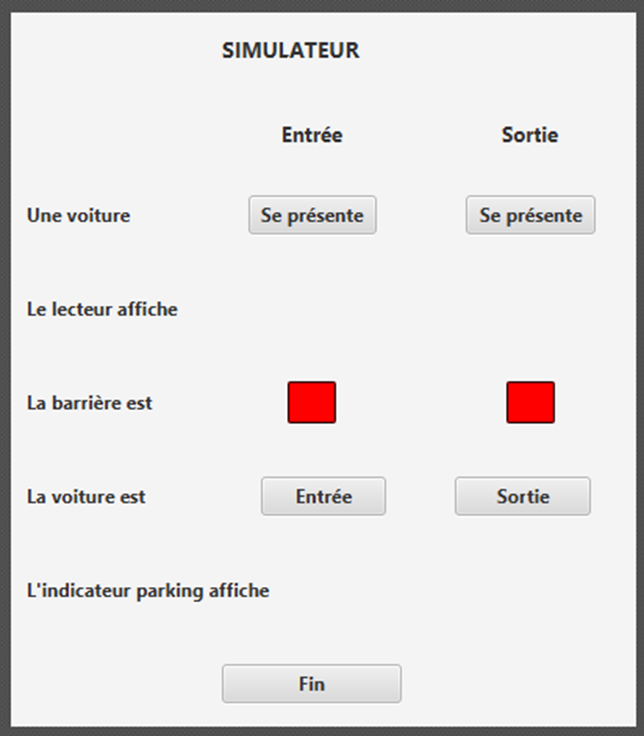 SIMULATEUR
Entrée Sortie
Une voiture Se présente Se présente
Le lecteur affiche
La barrière est
La voiture est Entrée Sortie
L'indicateur parking affiche
Fin